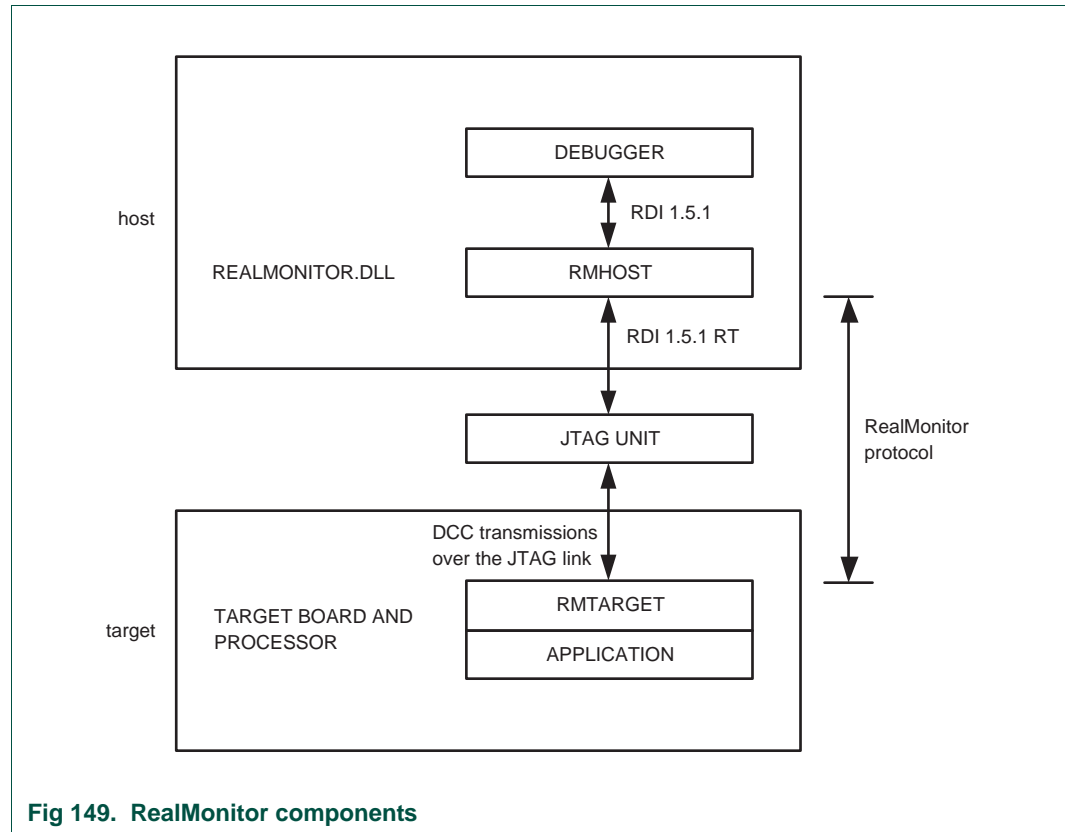 DEBUGGER
RDI 1.5.1
host
REALMONITOR.DLL
RMHOST
RDI 1.5.1 RT
JTAG UNIT
RealMonitor
protocol
DCC transmissions
over the JTAG link
target
TARGET BOARD AND
PROCESSOR
RMTARGET
APPLICATION
Fig 149. RealMonitor components